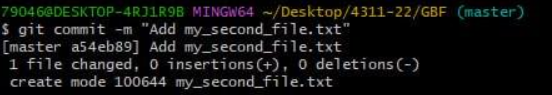 79046@DESKTOP-4RJ1R9B MINGW64 ~/Desktop/4311-22/GBF (master)
$ git commit -m "Add my_second_file.txt"
[master a54eb89] Add my_second_file.txt
 1 file changed, 0 insertions(+), 0 deletions(-)
 create mode 100644 my_second_file.txt